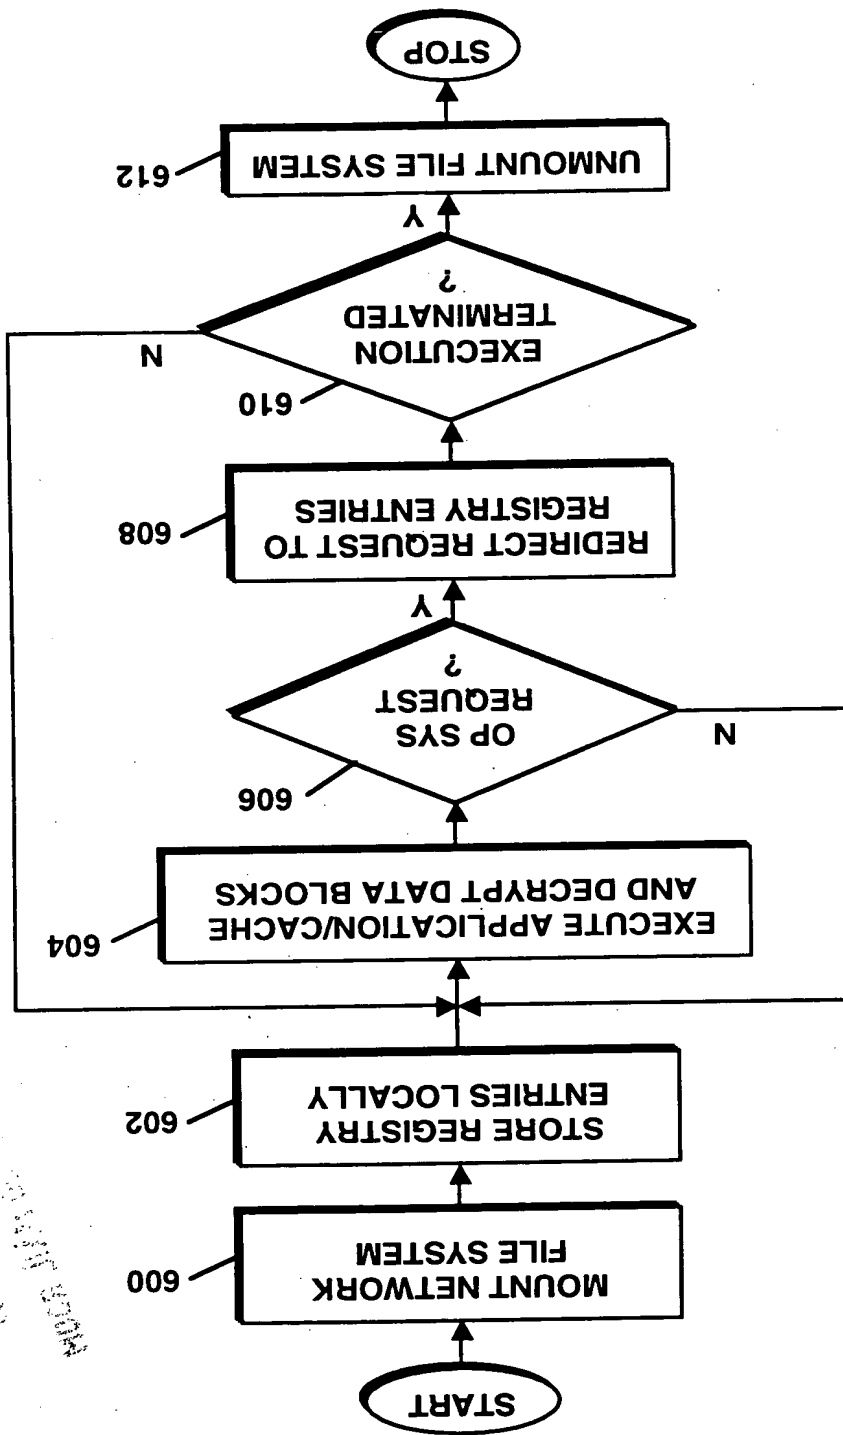 START
MOUNT NETWORK
FILE SYSTEM
600
STORE REGISTRY
ENTRIES LOCALLY
602
EXECUTE APPLICATION/CACHE
AND DECRYPT DATA BLOCKS
604
606
OP SYS
REQUEST
?
N
Y
REDIRECT REQUEST TO
REGISTRY ENTRIES
608
610
EXECUTION
TERMINATED
?
N
Y
UNMOUNT FILE SYSTEM
612
STOP